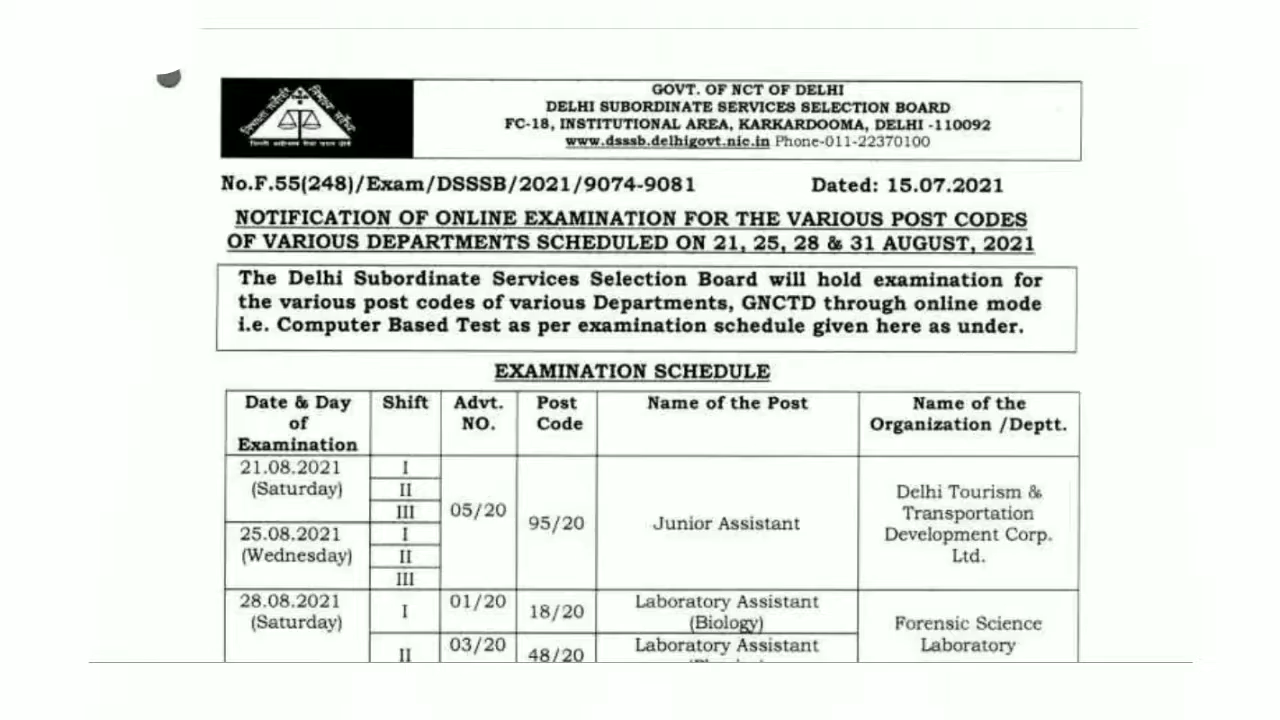 GOVT. OF NCT OF DELHI
DELHI SUBORDINATE SERVICES SELECTION BOARD
FC-18, INSTITUTIONAL AREA, KARKARDOOMA, DELHI -110092
www.dsssb.delhigovt.nic.in Phone-011-22370100
No.F.55(248)/Exam/DSSSB/2021/9074-9081 Dated: 15.07.2021
NOTIFICATION OF ONLINE EXAMINATION FOR THE VARIOUS POST CODES
OF VARIOUS DEPARTMENTS SCHEDULED ON 21, 25, 28 & 31 AUGUST, 2021
The Delhi Subordinate Services Selection Board will hold examination for
the various post codes of various Departments, GNCTD through online mode
i.e. Computer Based Test as per examination schedule given here as under.
EXAMINATION SCHEDULE
Date & Day Shift Advt. Post Name of the Post Name of the
of NO. Code Organization /Deptt.
Examination
21.08.2021 I
(Saturday) II Delhi Tourism &
III 05/20 Transportation
95/20 Junior Assistant
25.08.2021 I Development Corp.
(Wednesday) II Ltd.
III
28.08.2021 I 01/20 18/20 Laboratory Assistant
(Saturday) (Biology) Forensic Science
II 03/20 48/20 Laboratory Assistant Laboratory